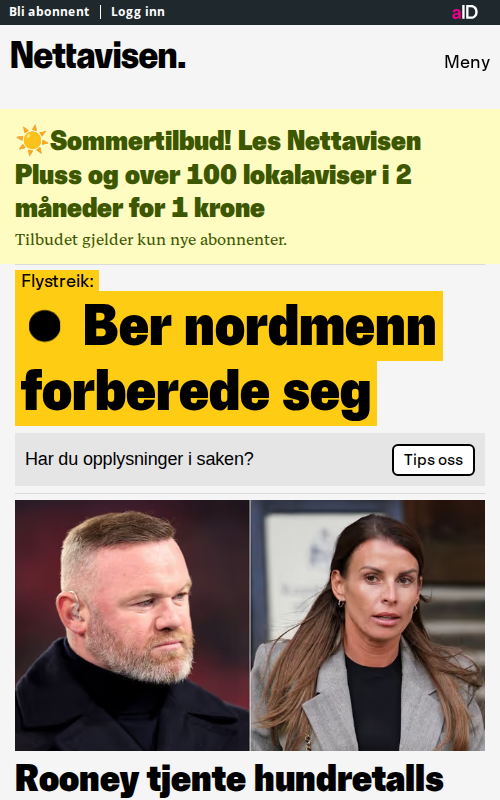 Bli abonnent | Logg inn
aID
Nettavisen.
Meny
☀️Sommertilbud! Les Nettavisen
Pluss og over 100 lokalaviser i 2
måneder for 1 krone
Tilbudet gjelder kun nye abonnenter.
Flystreik:
● Ber nordmenn
forberede seg
Har du opplysninger i saken?
Tips oss
Rooney tjente hundretalls